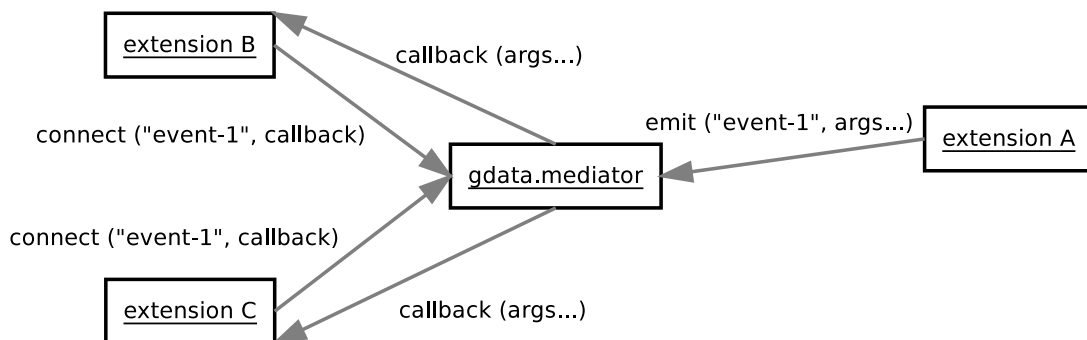 extension B
callback (args...)
connect ("event-1", callback)
emit ("event-1", args...)
extension A
gdata.mediator
connect ("event-1", callback)
extension C
callback (args...)